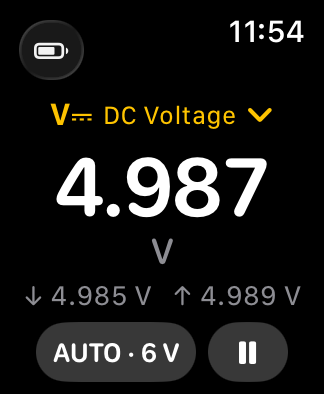 11:54
V⎓ DC Voltage
4.987
V
↓ 4.985 V ↑ 4.989 V
AUTO · 6 V